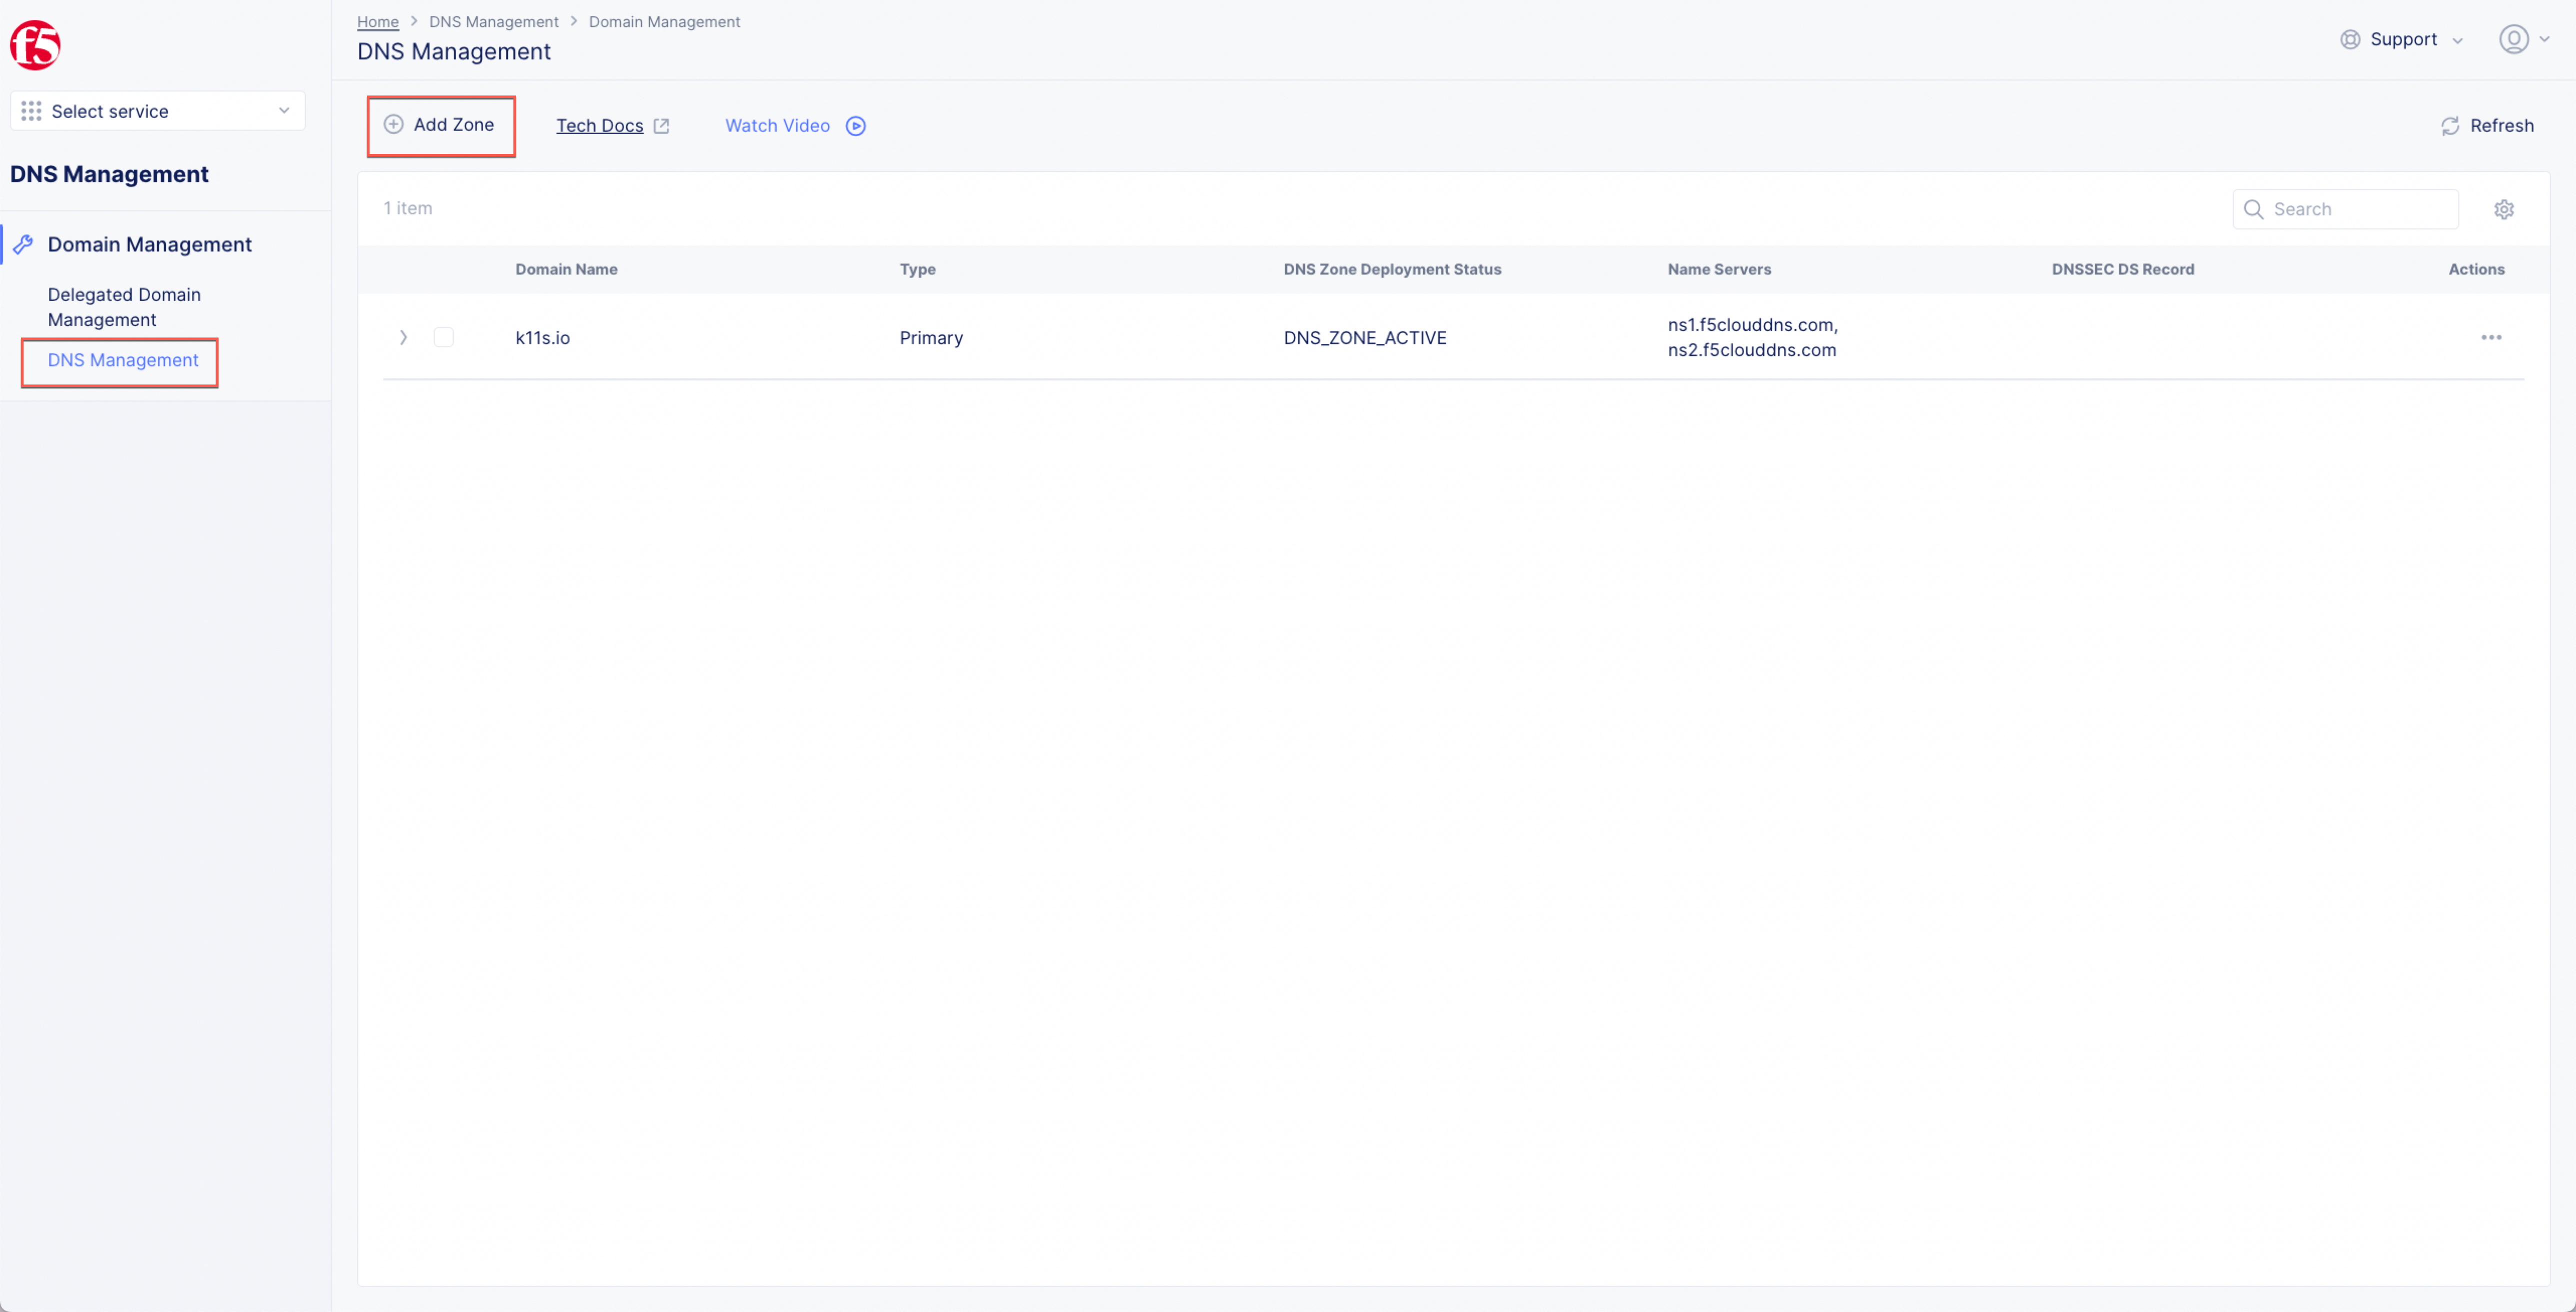 f5
Select service
DNS Management
Domain Management
Delegated Domain
Management
DNS Management
Home > DNS Management > Domain Management
DNS Management
Support
Add Zone
Tech Docs
Watch Video
Refresh
1 item
Search
Domain Name
Type
DNS Zone Deployment Status
Name Servers
DNSSEC DS Record
Actions
k11s.io
Primary
DNS_ZONE_ACTIVE
ns1.f5clouddns.com,
ns2.f5clouddns.com